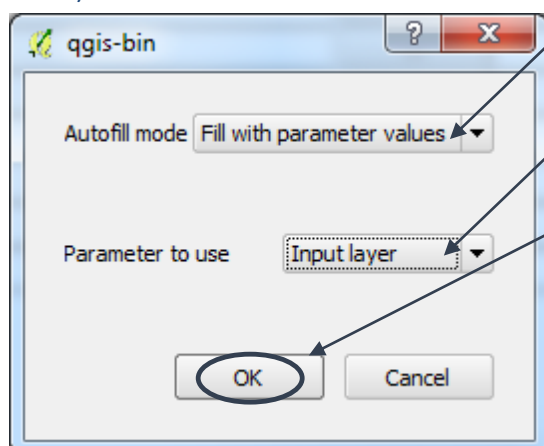 qgis-bin
?
Autofill mode Fill with parameter values
Parameter to use Input layer
OK Cancel